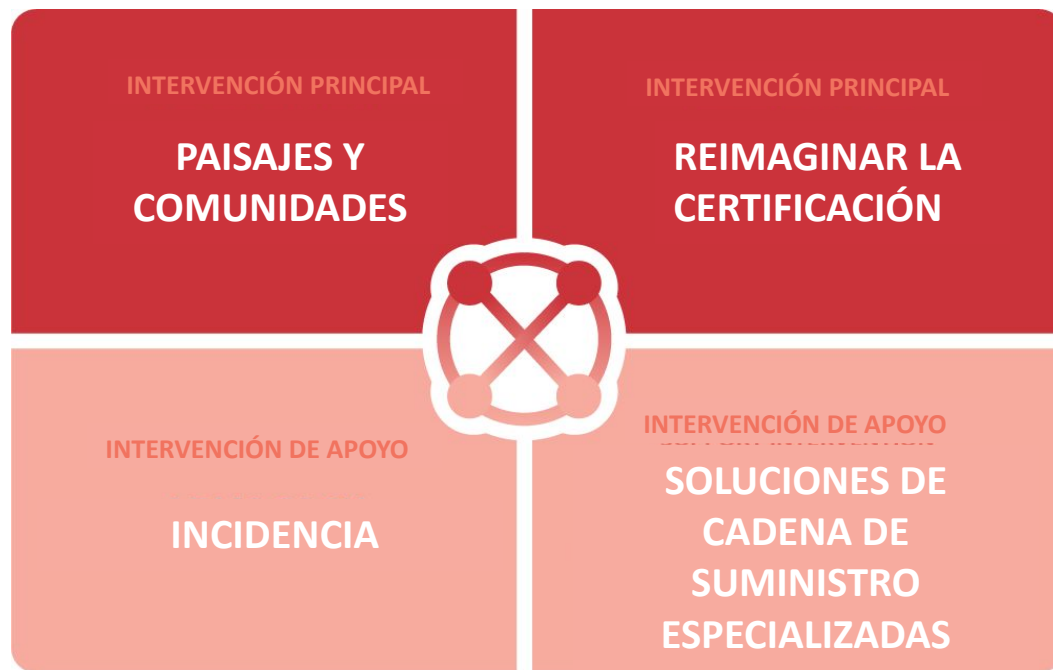 INTERVENCIÓN PRINCIPAL
PAISAJES Y
COMUNIDADES
INTERVENCIÓN PRINCIPAL
REIMAGINAR LA
CERTIFICACIÓN
INTERVENCIÓN DE APOYO
INCIDENCIA
INTERVENCIÓN DE APOYO
SOLUCIONES DE
CADENA DE
SUMINISTRO
ESPECIALIZADAS